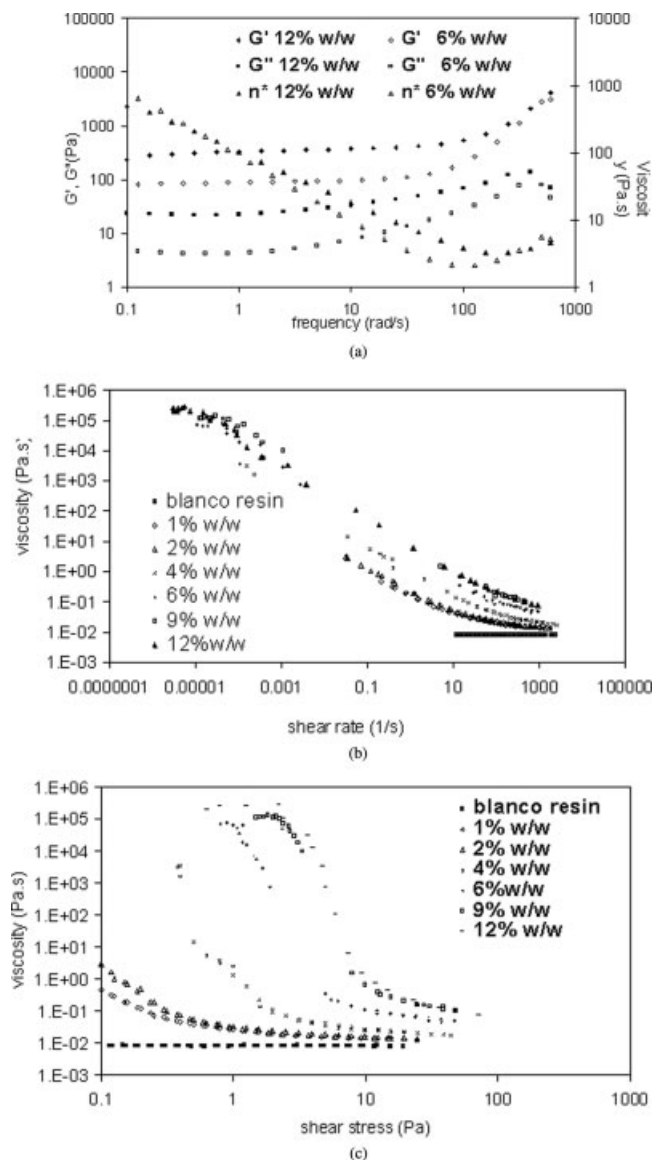 100000
10000
1000
100
10
1
G', G''(Pa)
G' 12% w/w
G' 6% w/w
G'' 12% w/w
G'' 6% w/w
n* 12% w/w
n* 6% w/w
10000
1000
100
10
1
Viscosit
y (Pa.s)
0.1 1 10 100 1000
frequency (rad/s)
(a)
1.E+06
1.E+05
1.E+04
1.E+03
1.E+02
1.E+01
1.E+00
1.E-01
1.E-02
1.E-03
viscosity (Pa.s)
blanco resin
1% w/w
2% w/w
4% w/w
6% w/w
9% w/w
12%w/w
0.0000001 0.00001 0.001 0.1 10 1000 100000
shear rate (1/s)
(b)
1.E+06
1.E+05
1.E+04
1.E+03
1.E+02
1.E+01
1.E+00
1.E-01
1.E-02
1.E-03
viscosity (Pa.s)
blanco resin
1% w/w
2% w/w
4% w/w
6%w/w
9% w/w
12% w/w
0.1 1 10 100 1000
shear stress (Pa)
(c)